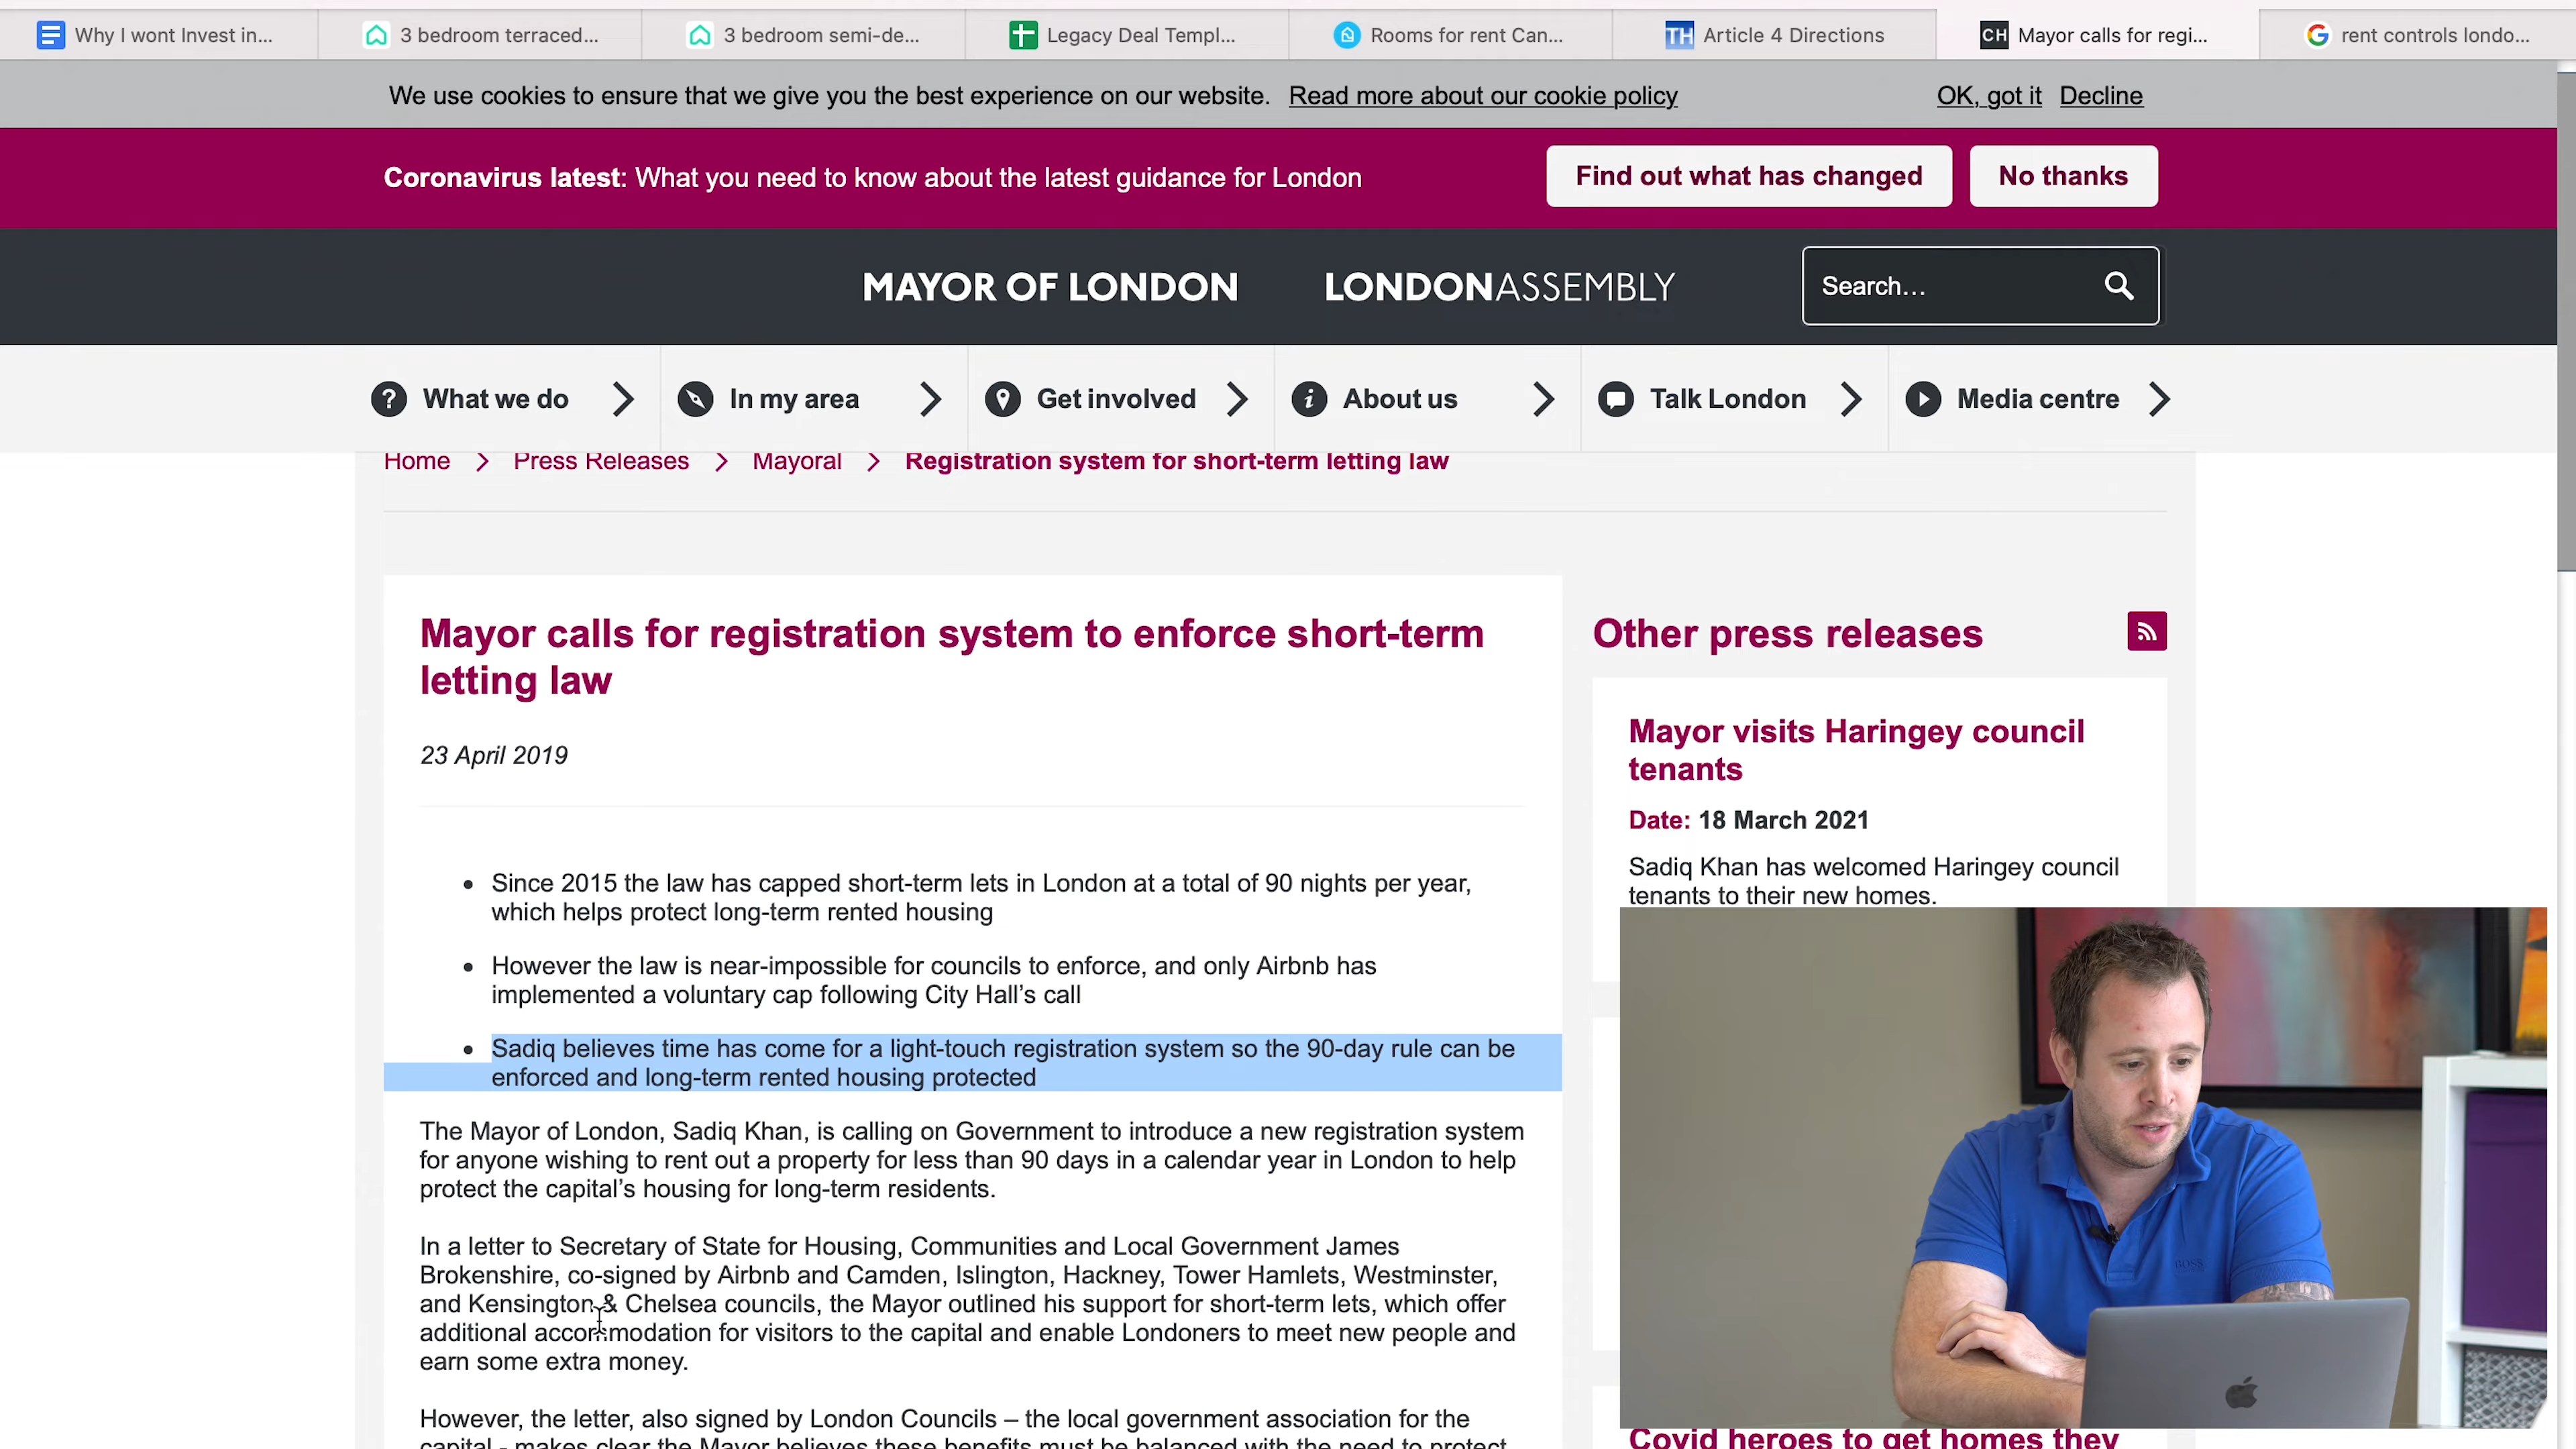 Why I wont Invest in...
3 bedroom terraced...
3 bedroom semi-de...
Legacy Deal Templ...
Rooms for rent Can...
TH Article 4 Directions
CH Mayor calls for regi...
rent controls londo...
We use cookies to ensure that we give you the best experience on our website. Read more about our cookie policy
OK, got it Decline
Coronavirus latest: What you need to know about the latest guidance for London
Find out what has changed
No thanks
MAYOR OF LONDON
LONDONASSEMBLY
Search...
What we do
In my area
Get involved
About us
Talk London
Media centre
Home > Press Releases > Mayoral > Registration system for short-term letting law
Mayor calls for registration system to enforce short-term
letting law
23 April 2019
• Since 2015 the law has capped short-term lets in London at a total of 90 nights per year,
which helps protect long-term rented housing
• However the law is near-impossible for councils to enforce, and only Airbnb has
implemented a voluntary cap following City Hall's call
• Sadiq believes time has come for a light-touch registration system so the 90-day rule can be
enforced and long-term rented housing protected
The Mayor of London, Sadiq Khan, is calling on Government to introduce a new registration system
for anyone wishing to rent out a property for less than 90 days in a calendar year in London to help
protect the capital's housing for long-term residents.
In a letter to Secretary of State for Housing, Communities and Local Government James
Brokenshire, co-signed by Airbnb and Camden, Islington, Hackney, Tower Hamlets, Westminster,
and Kensington & Chelsea councils, the Mayor outlined his support for short-term lets, which offer
additional accommodation for visitors to the capital and enable Londoners to meet new people and
earn some extra money.
However, the letter, also signed by London Councils – the local government association for the
capital - makes clear the Mayor believes these benefits must be balanced with the need to protect
Other press releases
Mayor visits Haringey council
tenants
Date: 18 March 2021
Sadiq Khan has welcomed Haringey council
tenants to their new homes.
Covid heroes to get homes they
BOSS